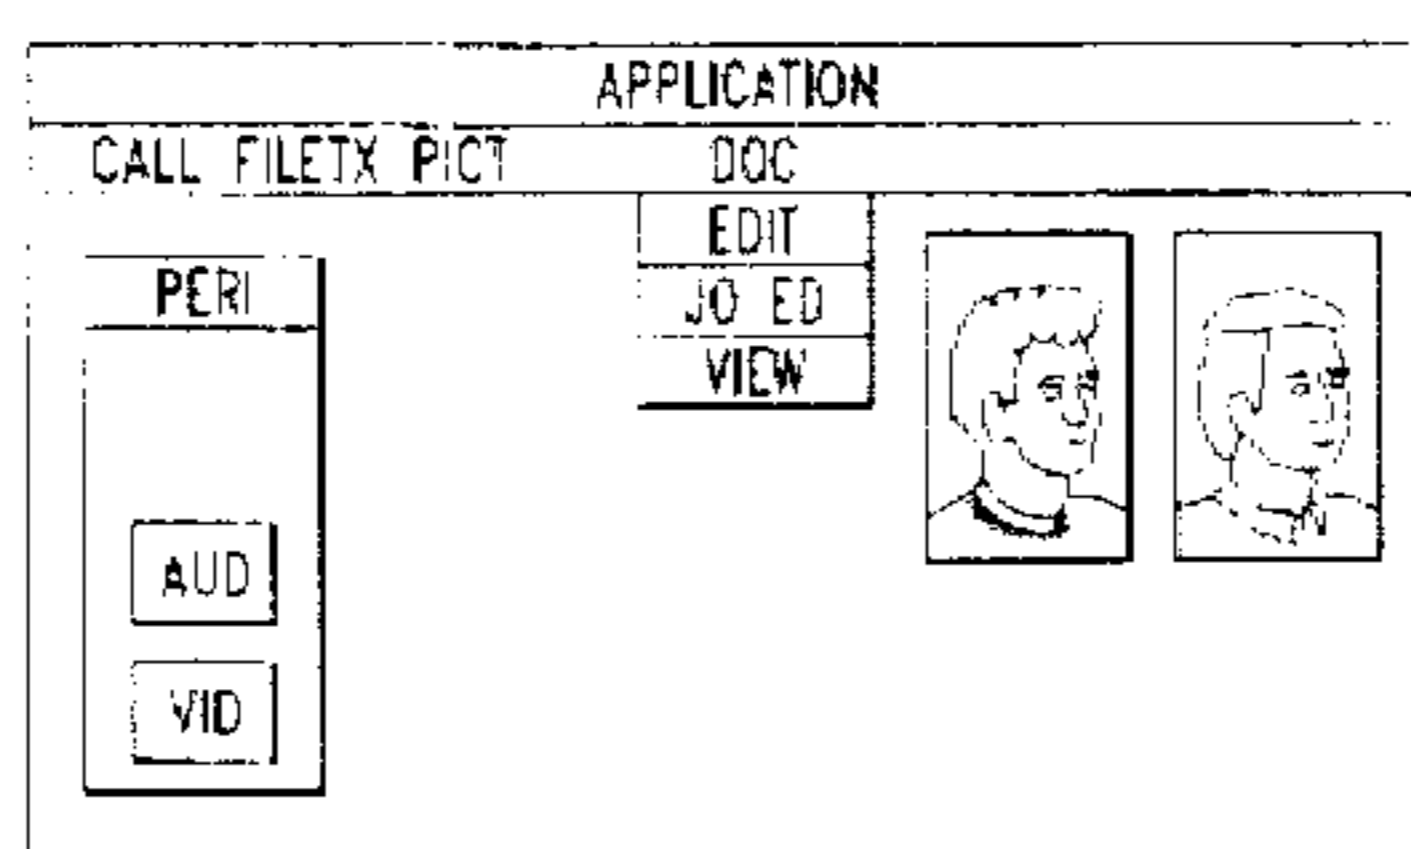 APPLICATION
CALL FILETX PICT DOC
EDIT
JO ED
VIEW
PERI
AUD
VID